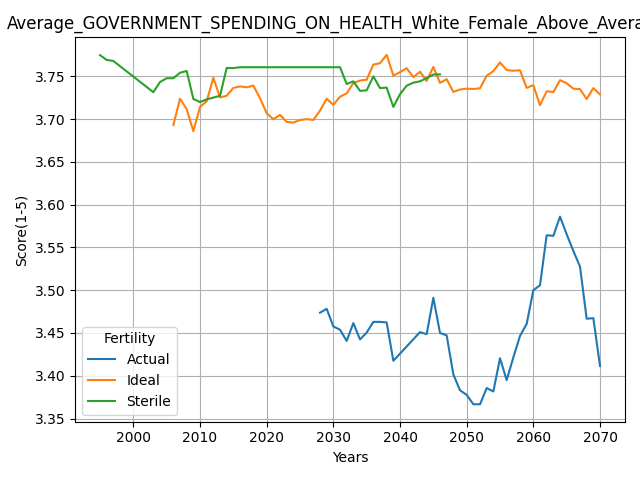 Average_GOVERNMENT_SPENDING_ON_HEALTH_White_Female_Above_Avera
3.75
3.70
3.65
3.60
3.55
3.50
3.45
3.40
3.35
Score(1-5)
Fertility
Actual
Ideal
Sterile
2000 2010 2020 2030 2040 2050 2060 2070
Years